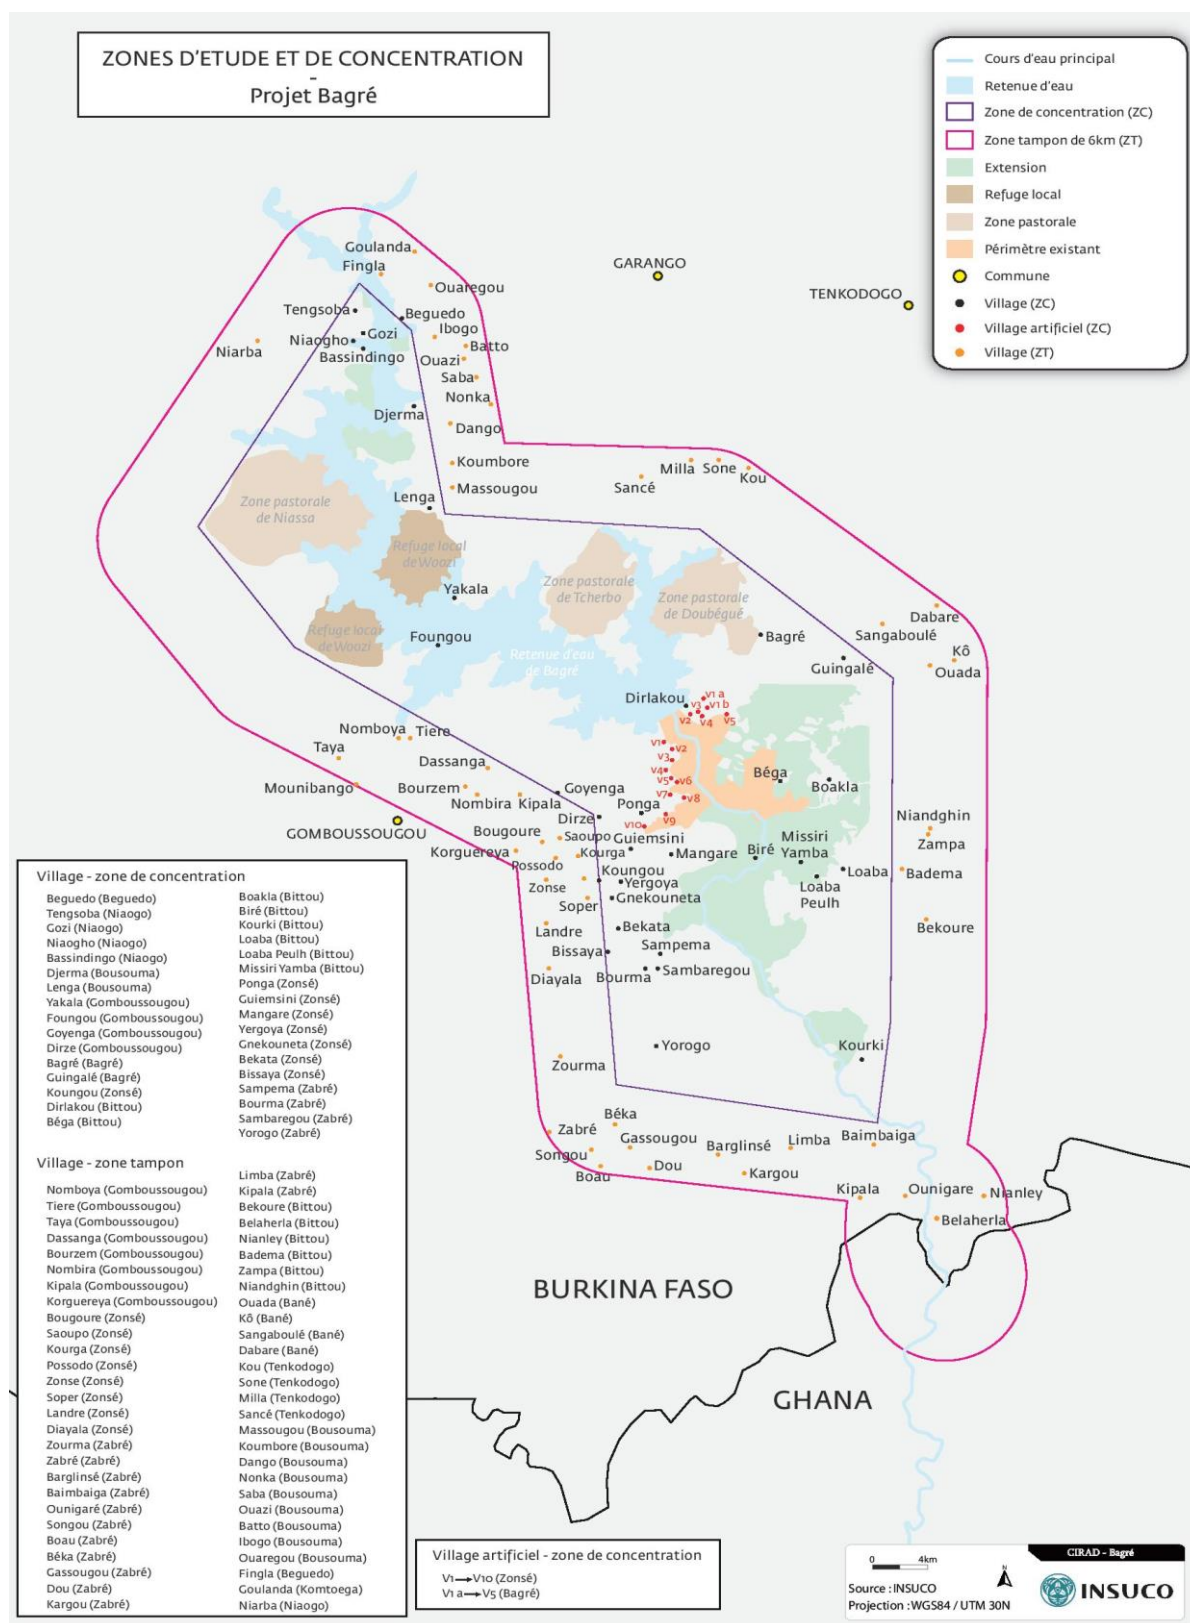 ZONES D'ETUDE ET DE CONCENTRATION
-
Projet Bagré
Cours d'eau principal
Retenue d'eau
Zone de concentration (ZC)
Zone tampon de 6km (ZT)
Extension
Refuge local
Zone pastorale
Périmètre existant
Commune
Village (ZC)
Village artificiel (ZC)
Village (ZT)
Goulanda
Fingla
GARANGO
Ouaregou
TENKODOGO
Tengsoba
Beguedo
Gozi
Ibogo
Niarba
Niaogho
Batto
Bassindingo
Ouazi
Saba
Nonka
Djerma
Dango
Koumbore
Milla
Sone
Kou
Sancé
Massougou
Lenga
Zone pastorale
de Niassa
Refuge local
de Woozi
Zone pastorale
de Tcherbo
Zone pastorale
de Doubégué
Yakala
Refuge local
de Woozi
Foungou
Retenue d'eau
de Bagré
Bagré
Dabare
Sangaboulé
Kô
Ouada
Guingalé
Dirlakou
v1 a
v3
v1 b
v2
v4
v5
Nomboya
Tiere
Taya
Dassanga
v1
v2
v3
v4
v5
v6
v7
v8
v9
v10
Béga
Boakla
Mounibango
Bourzem
Nombira
Kipala
Goyenga
Ponga
Dirze
GOMBOUSSOUGOU
Bougoure
Saoupo
Guiemsini
Missiri
Yamba
Niandghin
Zampa
Korguereya
Possodo
Kourga
Mangare
Biré
Koungou
Loaba
Badema
Loaba
Peulh
Zonse
Yergoya
Soper
Gnekouneta
Landre
Bekata
Bekoure
Bissaya
Sampema
Diayala
Bourma
Sambaregou
Zourma
Yorogo
Kourki
Béka
Zabré
Gassougou
Songou
Barglinsé
Limba
Baimbaiga
Boau
Dou
Kargou
Kipala
Ounigare
Nianley
Belaherla
BURKINA FASO
GHANA
Village - zone de concentration
Beguedo (Beguedo)
Tengsoba (Niaogo)
Gozi (Niaogo)
Niaogho (Niaogo)
Bassindingo (Niaogo)
Djerma (Bousouma)
Lenga (Bousouma)
Yakala (Gomboussougou)
Foungou (Gomboussougou)
Goyenga (Gomboussougou)
Dirze (Gomboussougou)
Bagré (Bagré)
Guingalé (Bagré)
Koungou (Zonsé)
Dirlakou (Bittou)
Béga (Bittou)
Boakla (Bittou)
Biré (Bittou)
Kourki (Bittou)
Loaba (Bittou)
Loaba Peulh (Bittou)
Missiri Yamba (Bittou)
Ponga (Zonsé)
Guiemsini (Zonsé)
Mangare (Zonsé)
Yergoya (Zonsé)
Gnekouneta (Zonsé)
Bekata (Zonsé)
Bissaya (Zonsé)
Sampema (Zabré)
Bourma (Zabré)
Sambaregou (Zabré)
Yorogo (Zabré)
Village - zone tampon
Nomboya (Gomboussougou)
Tiere (Gomboussougou)
Taya (Gomboussougou)
Dassanga (Gomboussougou)
Bourzem (Gomboussougou)
Nombira (Gomboussougou)
Kipala (Gomboussougou)
Korguereya (Gomboussougou)
Bougoure (Zonsé)
Saoupo (Zonsé)
Kourga (Zonsé)
Possodo (Zonsé)
Zonse (Zonsé)
Soper (Zonsé)
Landre (Zonsé)
Diayala (Zonsé)
Zourma (Zabré)
Zabré (Zabré)
Barglinsé (Zabré)
Baimbaiga (Zabré)
Ounigaré (Zabré)
Songou (Zabré)
Boau (Zabré)
Béka (Zabré)
Gassougou (Zabré)
Dou (Zabré)
Kargou (Zabré)
Limba (Zabré)
Kipala (Zabré)
Bekoure (Bittou)
Belaherla (Bittou)
Nianley (Bittou)
Badema (Bittou)
Zampa (Bittou)
Niandghin (Bittou)
Ouada (Bané)
Kô (Bané)
Sangaboulé (Bané)
Dabare (Bané)
Kou (Tenkodogo)
Sone (Tenkodogo)
Milla (Tenkodogo)
Sancé (Tenkodogo)
Massougou (Bousouma)
Koumbore (Bousouma)
Dango (Bousouma)
Nonka (Bousouma)
Saba (Bousouma)
Ouazi (Bousouma)
Batto (Bousouma)
Ibogo (Bousouma)
Ouaregou (Bousouma)
Fingla (Beguedo)
Goulanda (Komtoega)
Niarba (Niaogo)
Village artificiel - zone de concentration
V1→V10 (Zonsé)
V1 a→V5 (Bagré)
0 4km
N
Source : INSUCO
Projection : WGS84 / UTM 30N
CIRAD - Bagré
INSUCO